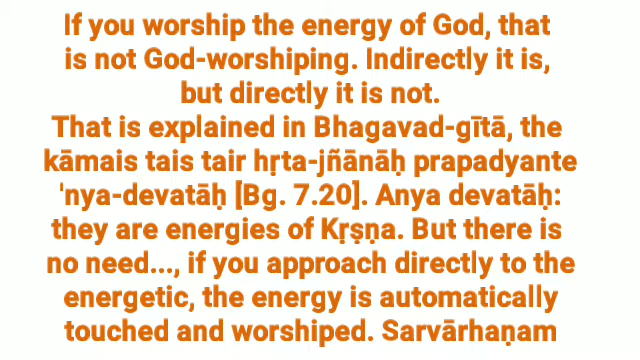 If you worship the energy of God, that
is not God-worshiping. Indirectly it is,
but directly it is not.
That is explained in Bhagavad-gītā, the
kāmais tais tair hṛta-jñānāḥ prapadyante
'nya-devatāḥ [Bg. 7.20]. Anya devatāḥ:
they are energies of Kṛṣṇa. But there is
no need..., if you approach directly to the
energetic, the energy is automatically
touched and worshiped. Sarvārhaṇam